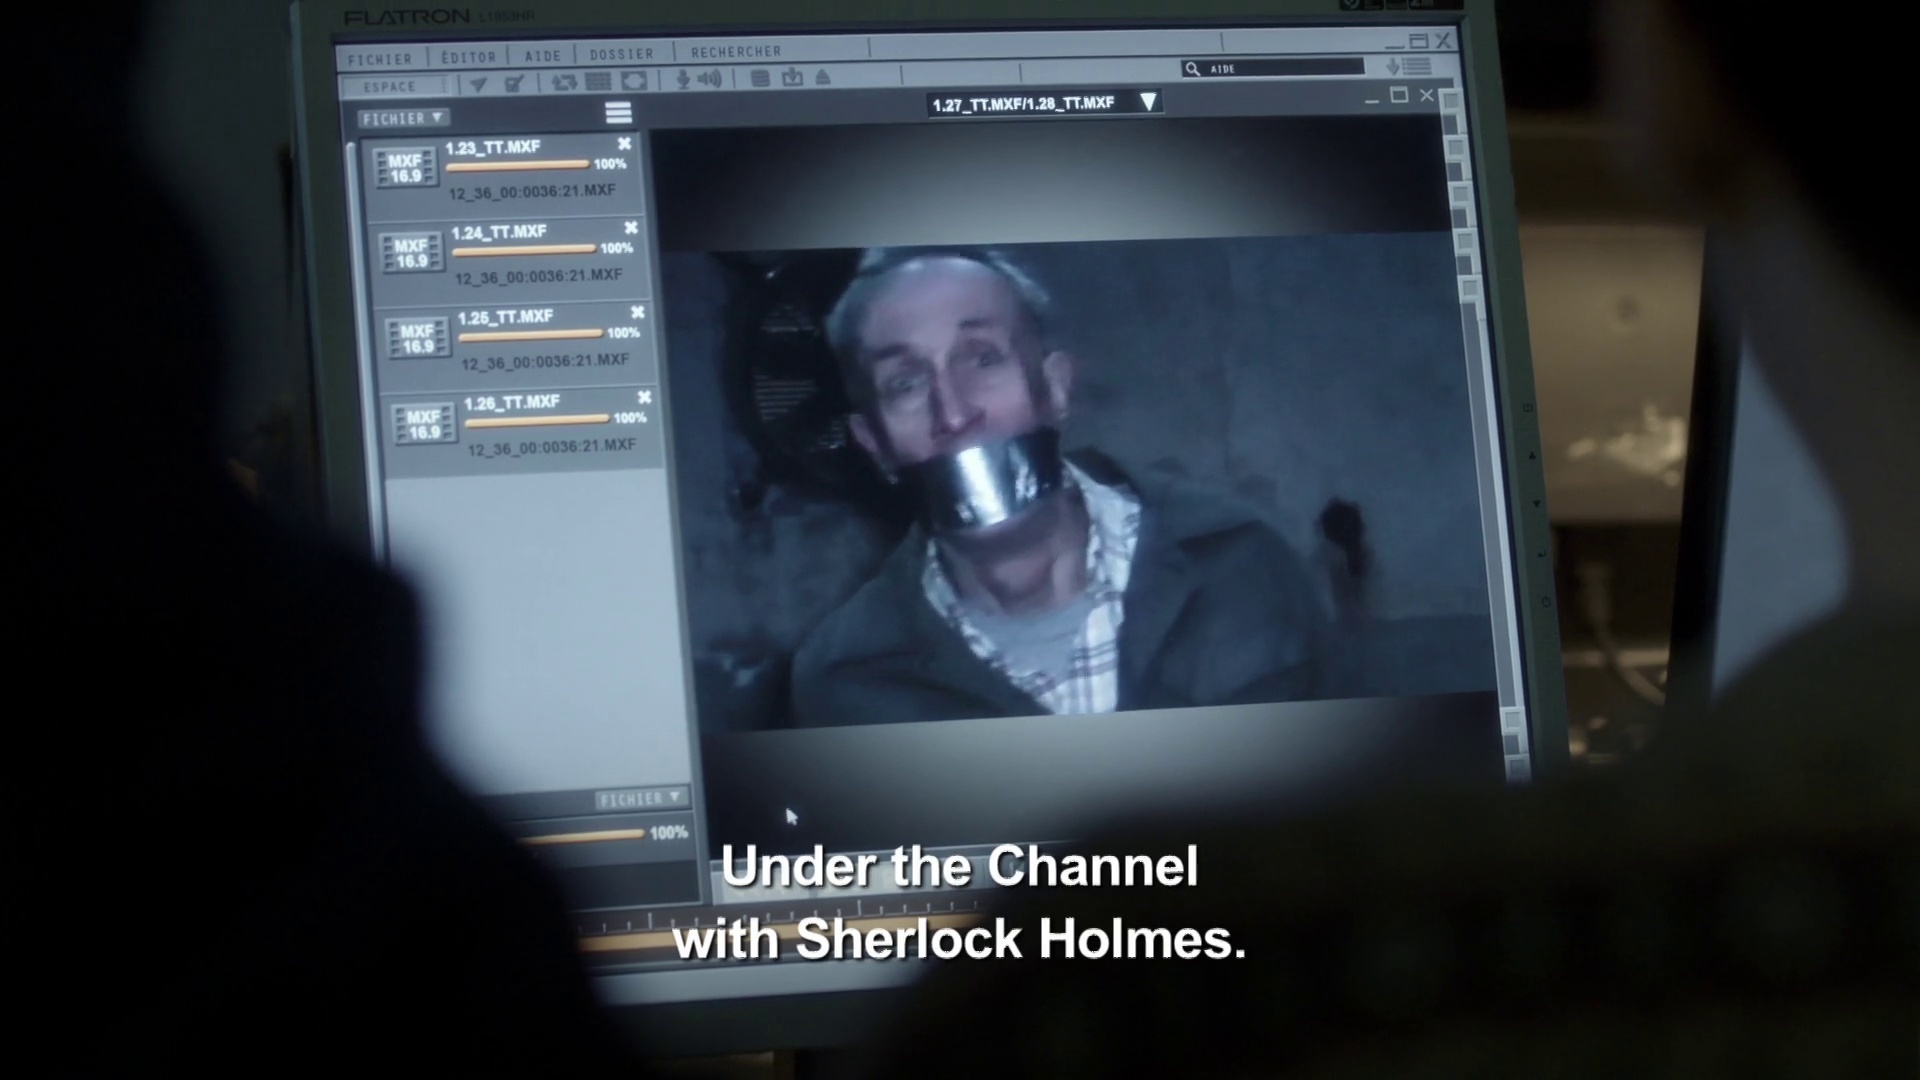 FLATRON L1953HR
FICHIER ÉDITOR AIDE DOSSIER RECHERCHER
ESPACE
AIDE
FICHIER
1.27_TT.MXF/1.28_TT.MXF
MXF
16.9
1.23_TT.MXF
100%
12_36_00:0036:21.MXF
MXF
16.9
1.24_TT.MXF
100%
12_36_00:0036:21.MXF
MXF
16.9
1.25_TT.MXF
100%
12_36_00:0036:21.MXF
MXF
16.9
1.26_TT.MXF
100%
12_36_00:0036:21.MXF
FICHIER
100%
Under the Channel
with Sherlock Holmes.